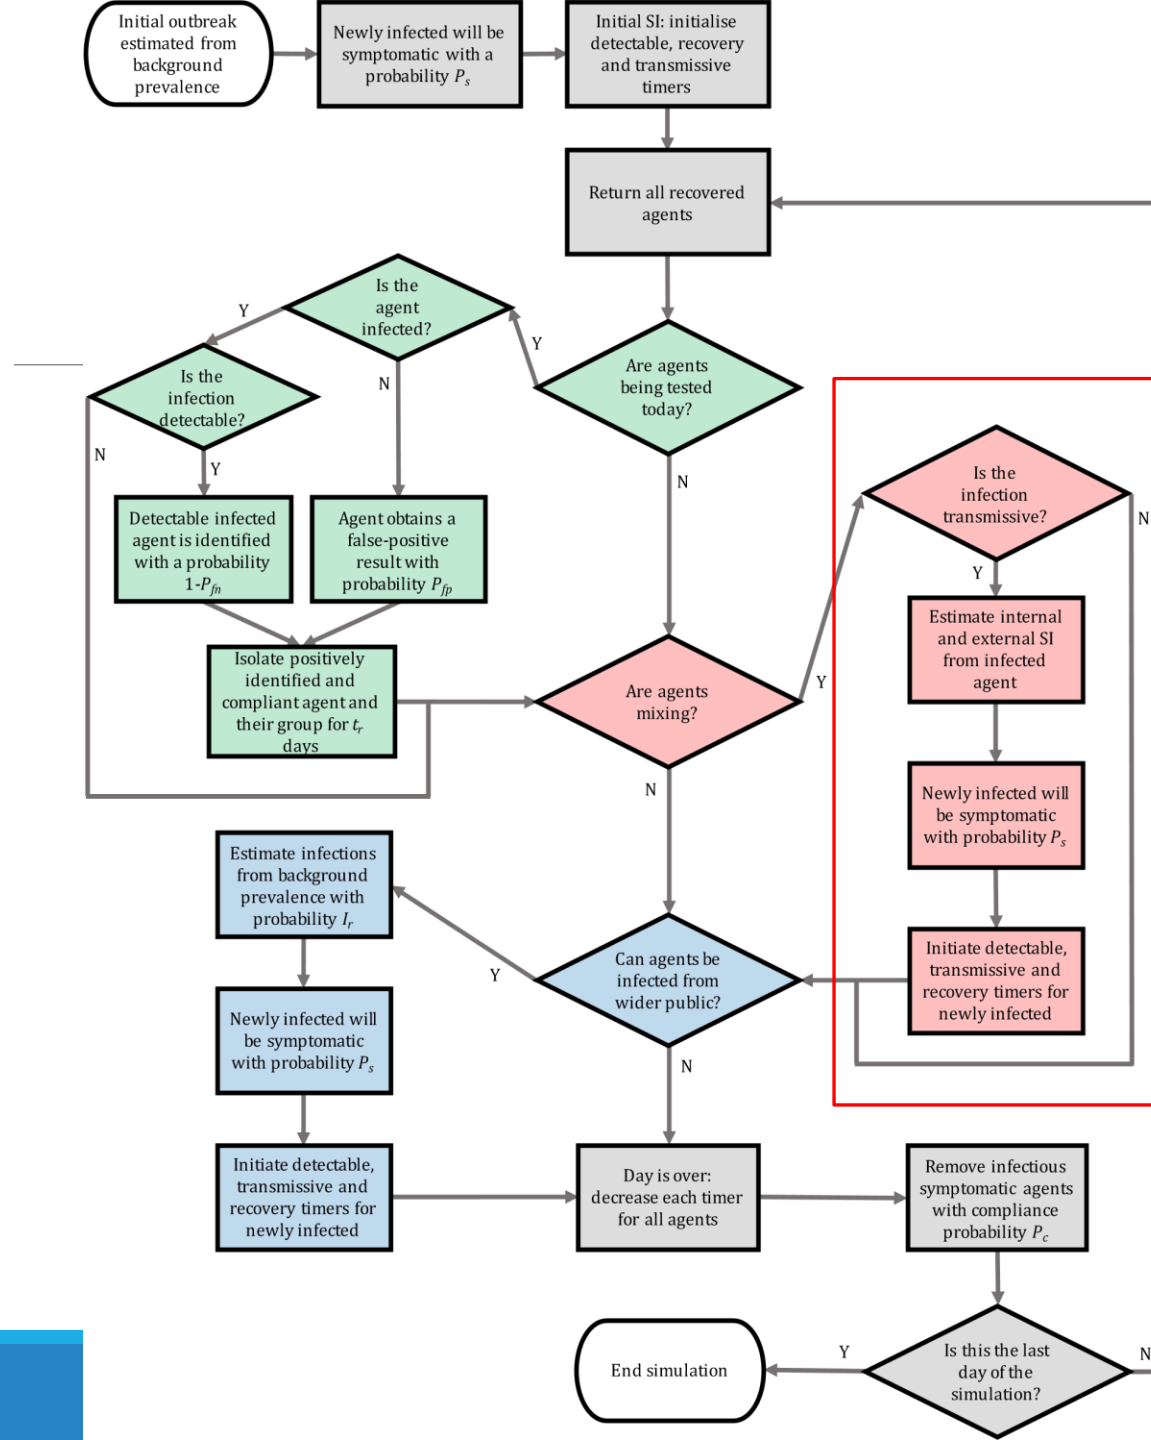 Initial outbreak
estimated from
background
prevalence
Newly infected will be
symptomatic with a
probability Ps
Initial SI: initialise
detectable, recovery
and transmissive
timers
Return all recovered
agents
Is the
agent
infected?
Y
Y
N
Is the
infection
detectable?
Are agents
being tested
today?
N
Y
N
Detectable infected
agent is identified
with a probability
1-Pfn
Agent obtains a
false-positive
result with
probability Pfp
Isolate positively
identified and
compliant agent and
their group for tr
days
Are agents
mixing?
Y
N
Is the
infection
transmissive?
N
Y
Estimate internal
and external SI
from infected
agent
Newly infected will
be symptomatic
with probability Ps
Initiate detectable,
transmissive and
recovery timers for
newly infected
Estimate infections
from background
prevalence with
probability Ir
Y
Can agents be
infected from
wider public?
N
Newly infected will
be symptomatic
with probability Ps
Initiate detectable,
transmissive and
recovery timers for
newly infected
Day is over:
decrease each timer
for all agents
Remove infectious
symptomatic agents
with compliance
probability Pc
Is this the last
day of the
simulation?
Y
N
End simulation